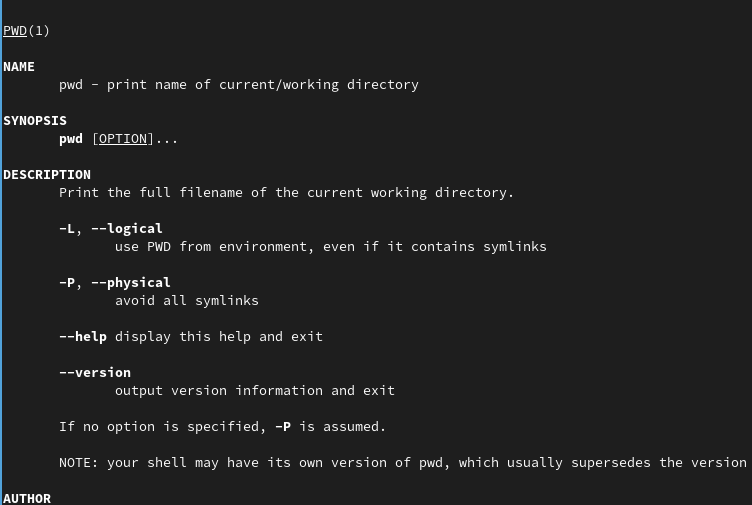 PWD(1)
NAME
pwd - print name of current/working directory
SYNOPSIS
pwd [OPTION]...
DESCRIPTION
Print the full filename of the current working directory.
-L, --logical
use PWD from environment, even if it contains symlinks
-P, --physical
avoid all symlinks
--help display this help and exit
--version
output version information and exit
If no option is specified, -P is assumed.
NOTE: your shell may have its own version of pwd, which usually supersedes the version
AUTHOR